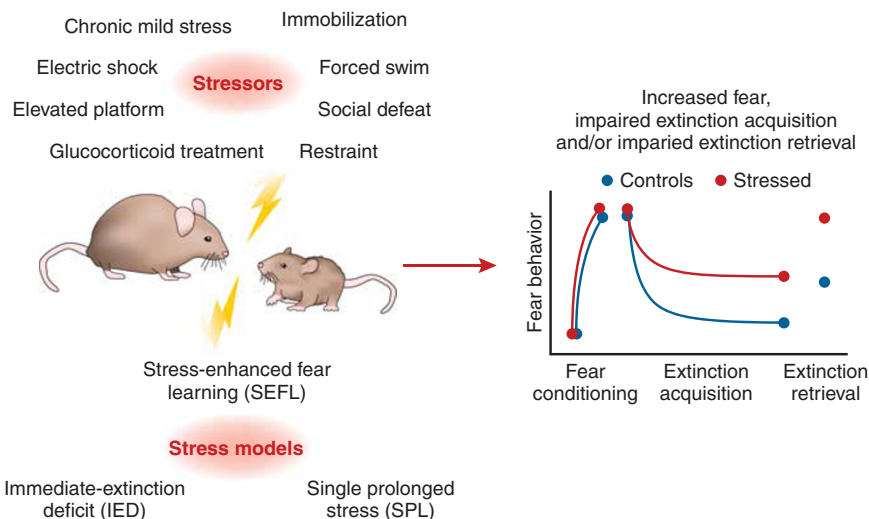 Chronic mild stress
Immobilization
Electric shock
Stressors
Forced swim
Elevated platform
Social defeat
Glucocorticoid treatment
Restraint
Stress-enhanced fear
learning (SEFL)
Stress models
Immediate-extinction
deficit (IED)
Single prolonged
stress (SPL)
Increased fear,
impaired extinction acquisition
and/or imparied extinction retrieval
Controls
Stressed
Fear behavior
Fear
conditioning
Extinction
acquisition
Extinction
retrieval